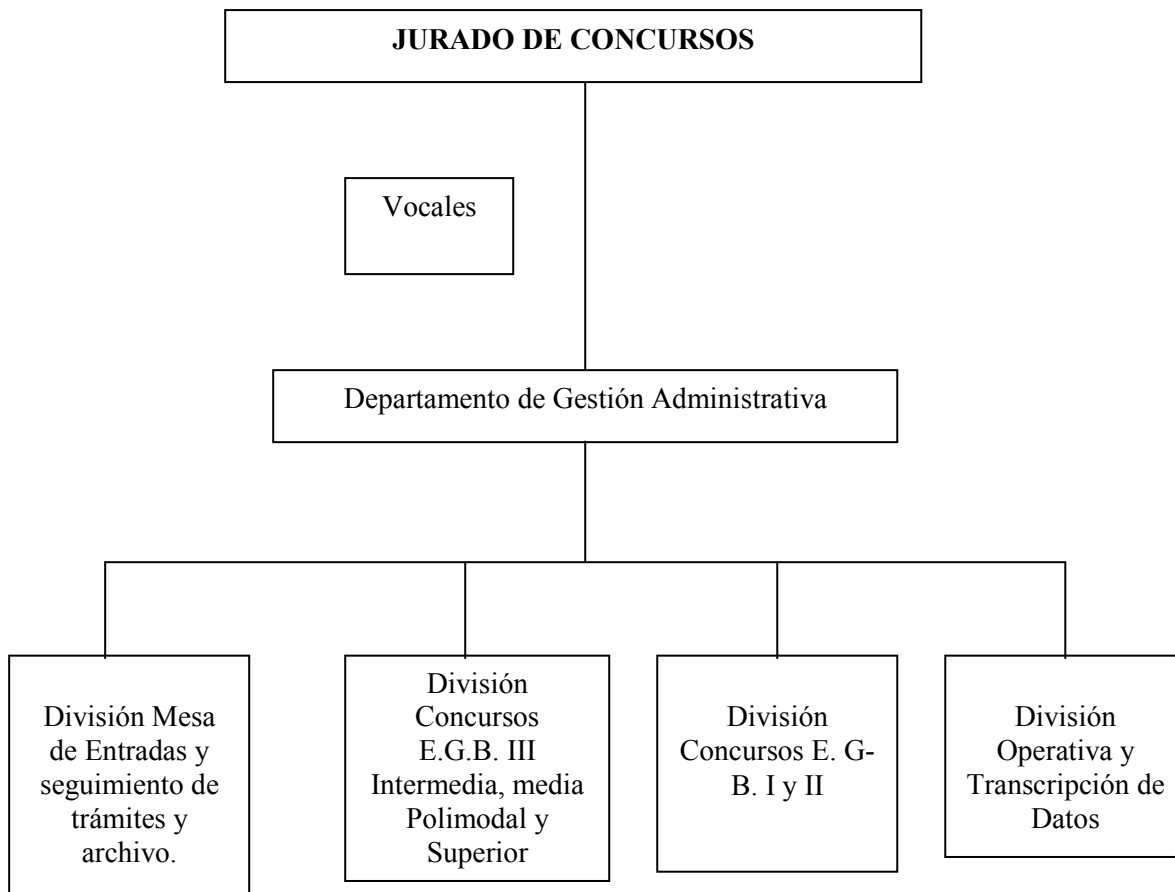 JURADO DE CONCURSOS
Vocales
Departamento de Gestión Administrativa
División Mesa
de Entradas y
seguimiento de
trámites y
archivo.
División
Concursos
E.G.B. III
Intermedia, media
Polimodal y
Superior
División
Concursos E. G-
B. I y II
División
Operativa y
Transcripción de
Datos